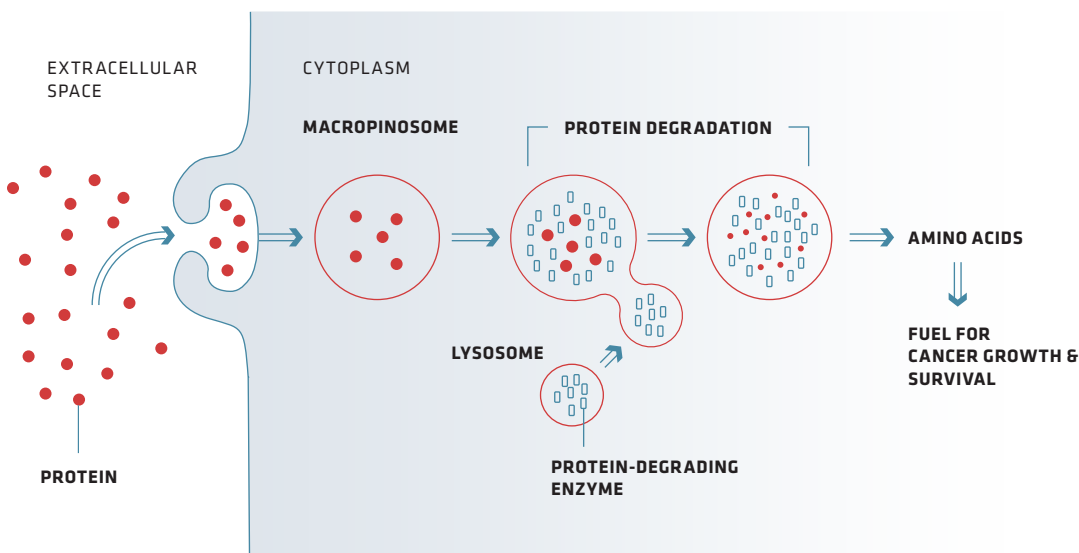 EXTRACELLULAR
SPACE
CYTOPLASM
MACROPINOSOME
PROTEIN DEGRADATION
AMINO ACIDS
FUEL FOR
CANCER GROWTH &
SURVIVAL
LYSOSOME
PROTEIN-DEGRADING
ENZYME
PROTEIN